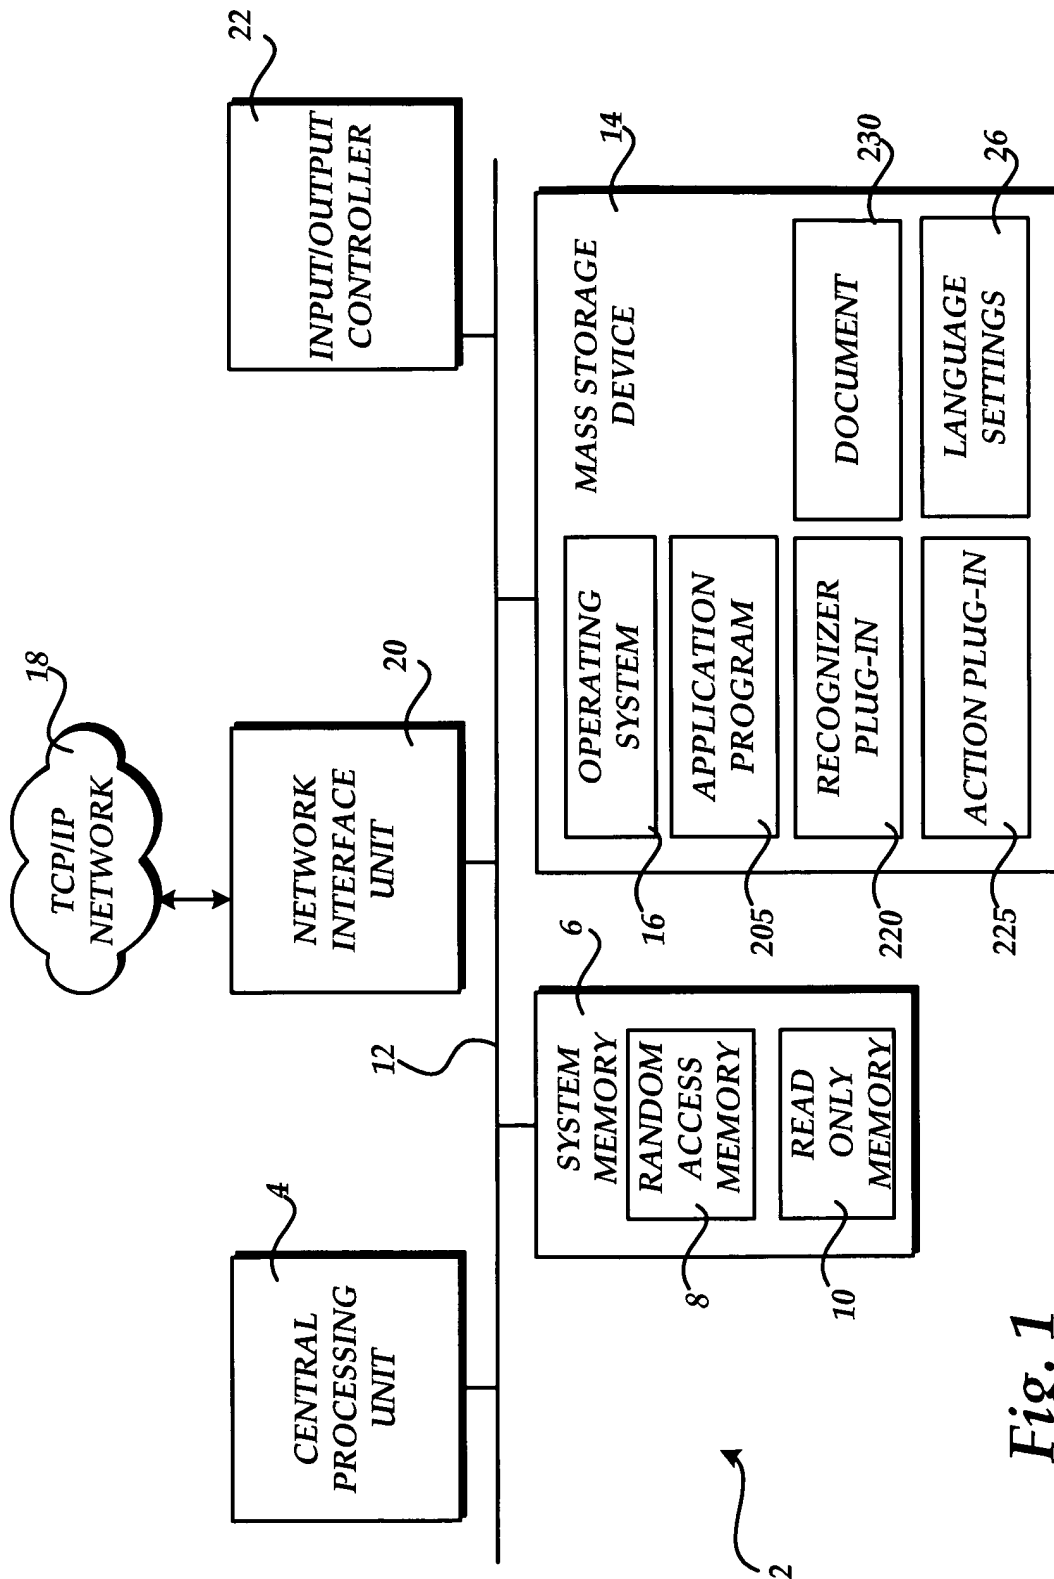 18
TCP/IP
NETWORK
4
CENTRAL
PROCESSING
UNIT
20
NETWORK
INTERFACE
UNIT
22
INPUT/OUTPUT
CONTROLLER
12
6
SYSTEM
MEMORY
8
RANDOM
ACCESS
MEMORY
10
READ
ONLY
MEMORY
14
MASS STORAGE
DEVICE
16
OPERATING
SYSTEM
205
APPLICATION
PROGRAM
220
RECOGNIZER
PLUG-IN
230
DOCUMENT
225
ACTION PLUG-IN
26
LANGUAGE
SETTINGS
2
Fig. 1